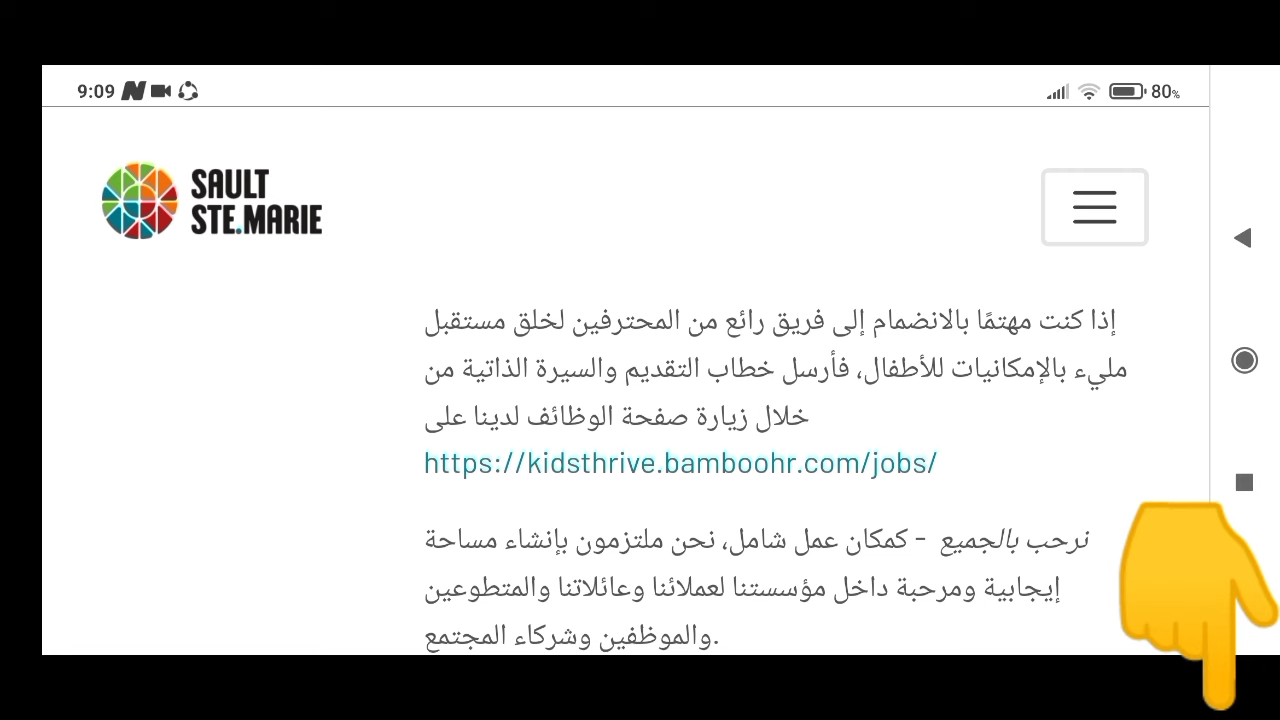 9:09
80%
SAULT
STE.MARIE
إذا كنت مهتمًا بالانضمام إلى فريق رائع من المحترفين لخلق مستقبل
مليء بالإمكانيات للأطفال، فأرسل خطاب التقديم والسيرة الذاتية من
خلال زيارة صفحة الوظائف لدينا على
https://kidsthrive.bamboohr.com/jobs/
نرحب بالجميع - كمكان عمل شامل، نحن ملتزمون بإنشاء مساحة
إيجابية ومرحبة داخل مؤسستنا لعملائنا وعائلاتنا والمتطوعين
والموظفين وشركاء المجتمع.